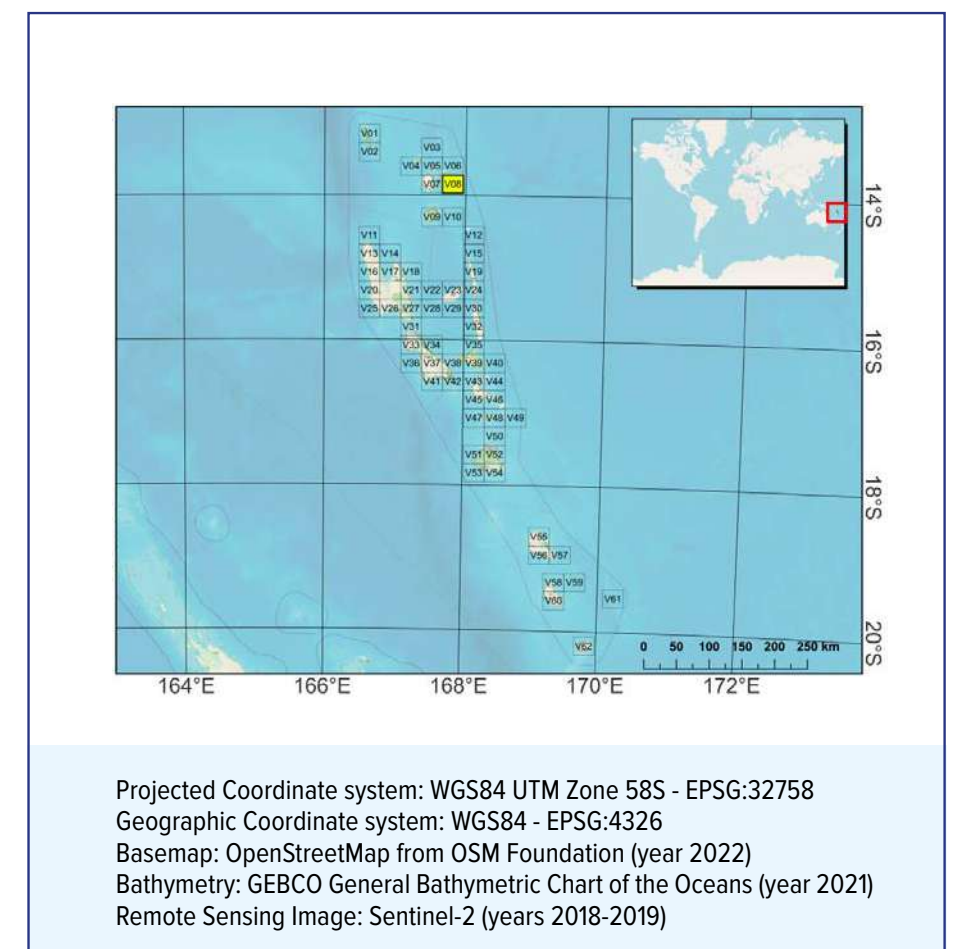 V01
V02 V03
V04 V05 V06
V07 V08
14°S
V09 V10
V11 V12
V13 V14 V15
V16 V17 V18 V19
V20 V21 V22 V23 V24
V25 V26 V27 V28 V29 V30
V31 V32
V33 V34 V35
16°S
V36 V37 V38 V39 V40
V41 V42 V43 V44
V45 V46
V47 V48 V49
V50
V51 V52
V53 V54
18°S
V55
V56 V57
V58 V59
V60 V61
V62
20°S
0 50 100 150 200 250 km
164°E 166°E 168°E 170°E 172°E
Projected Coordinate system: WGS84 UTM Zone 58S - EPSG:32758
Geographic Coordinate system: WGS84 - EPSG:4326
Basemap: OpenStreetMap from OSM Foundation (year 2022)
Bathymetry: GEBCO General Bathymetric Chart of the Oceans (year 2021)
Remote Sensing Image: Sentinel-2 (years 2018-2019)